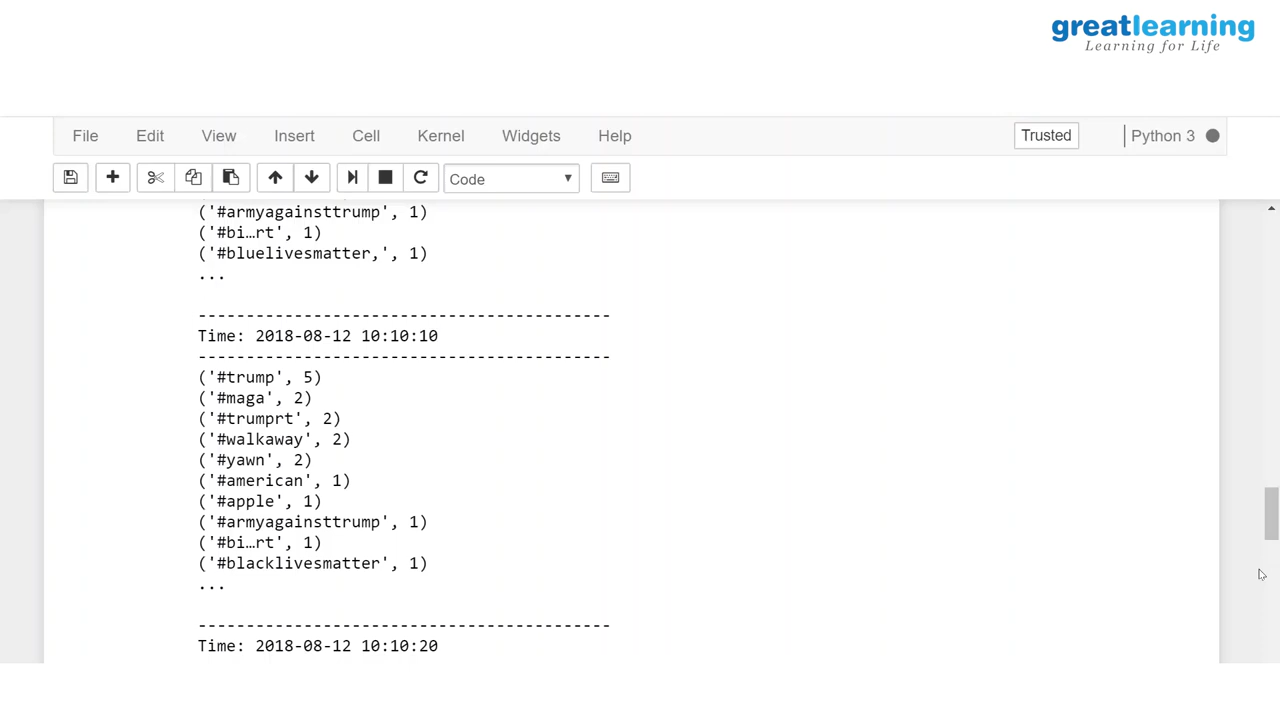 greatlearning
Learning for Life
File Edit View Insert Cell Kernel Widgets Help Trusted Python 3
Code
('#armyagainsttrump', 1)
('#bi…rt', 1)
('#bluelivesmatter,', 1)
...
-------------------------------------------
Time: 2018-08-12 10:10:10
-------------------------------------------
('#trump', 5)
('#maga', 2)
('#trumprt', 2)
('#walkaway', 2)
('#yawn', 2)
('#american', 1)
('#apple', 1)
('#armyagainsttrump', 1)
('#bi…rt', 1)
('#blacklivesmatter', 1)
...
-------------------------------------------
Time: 2018-08-12 10:10:20